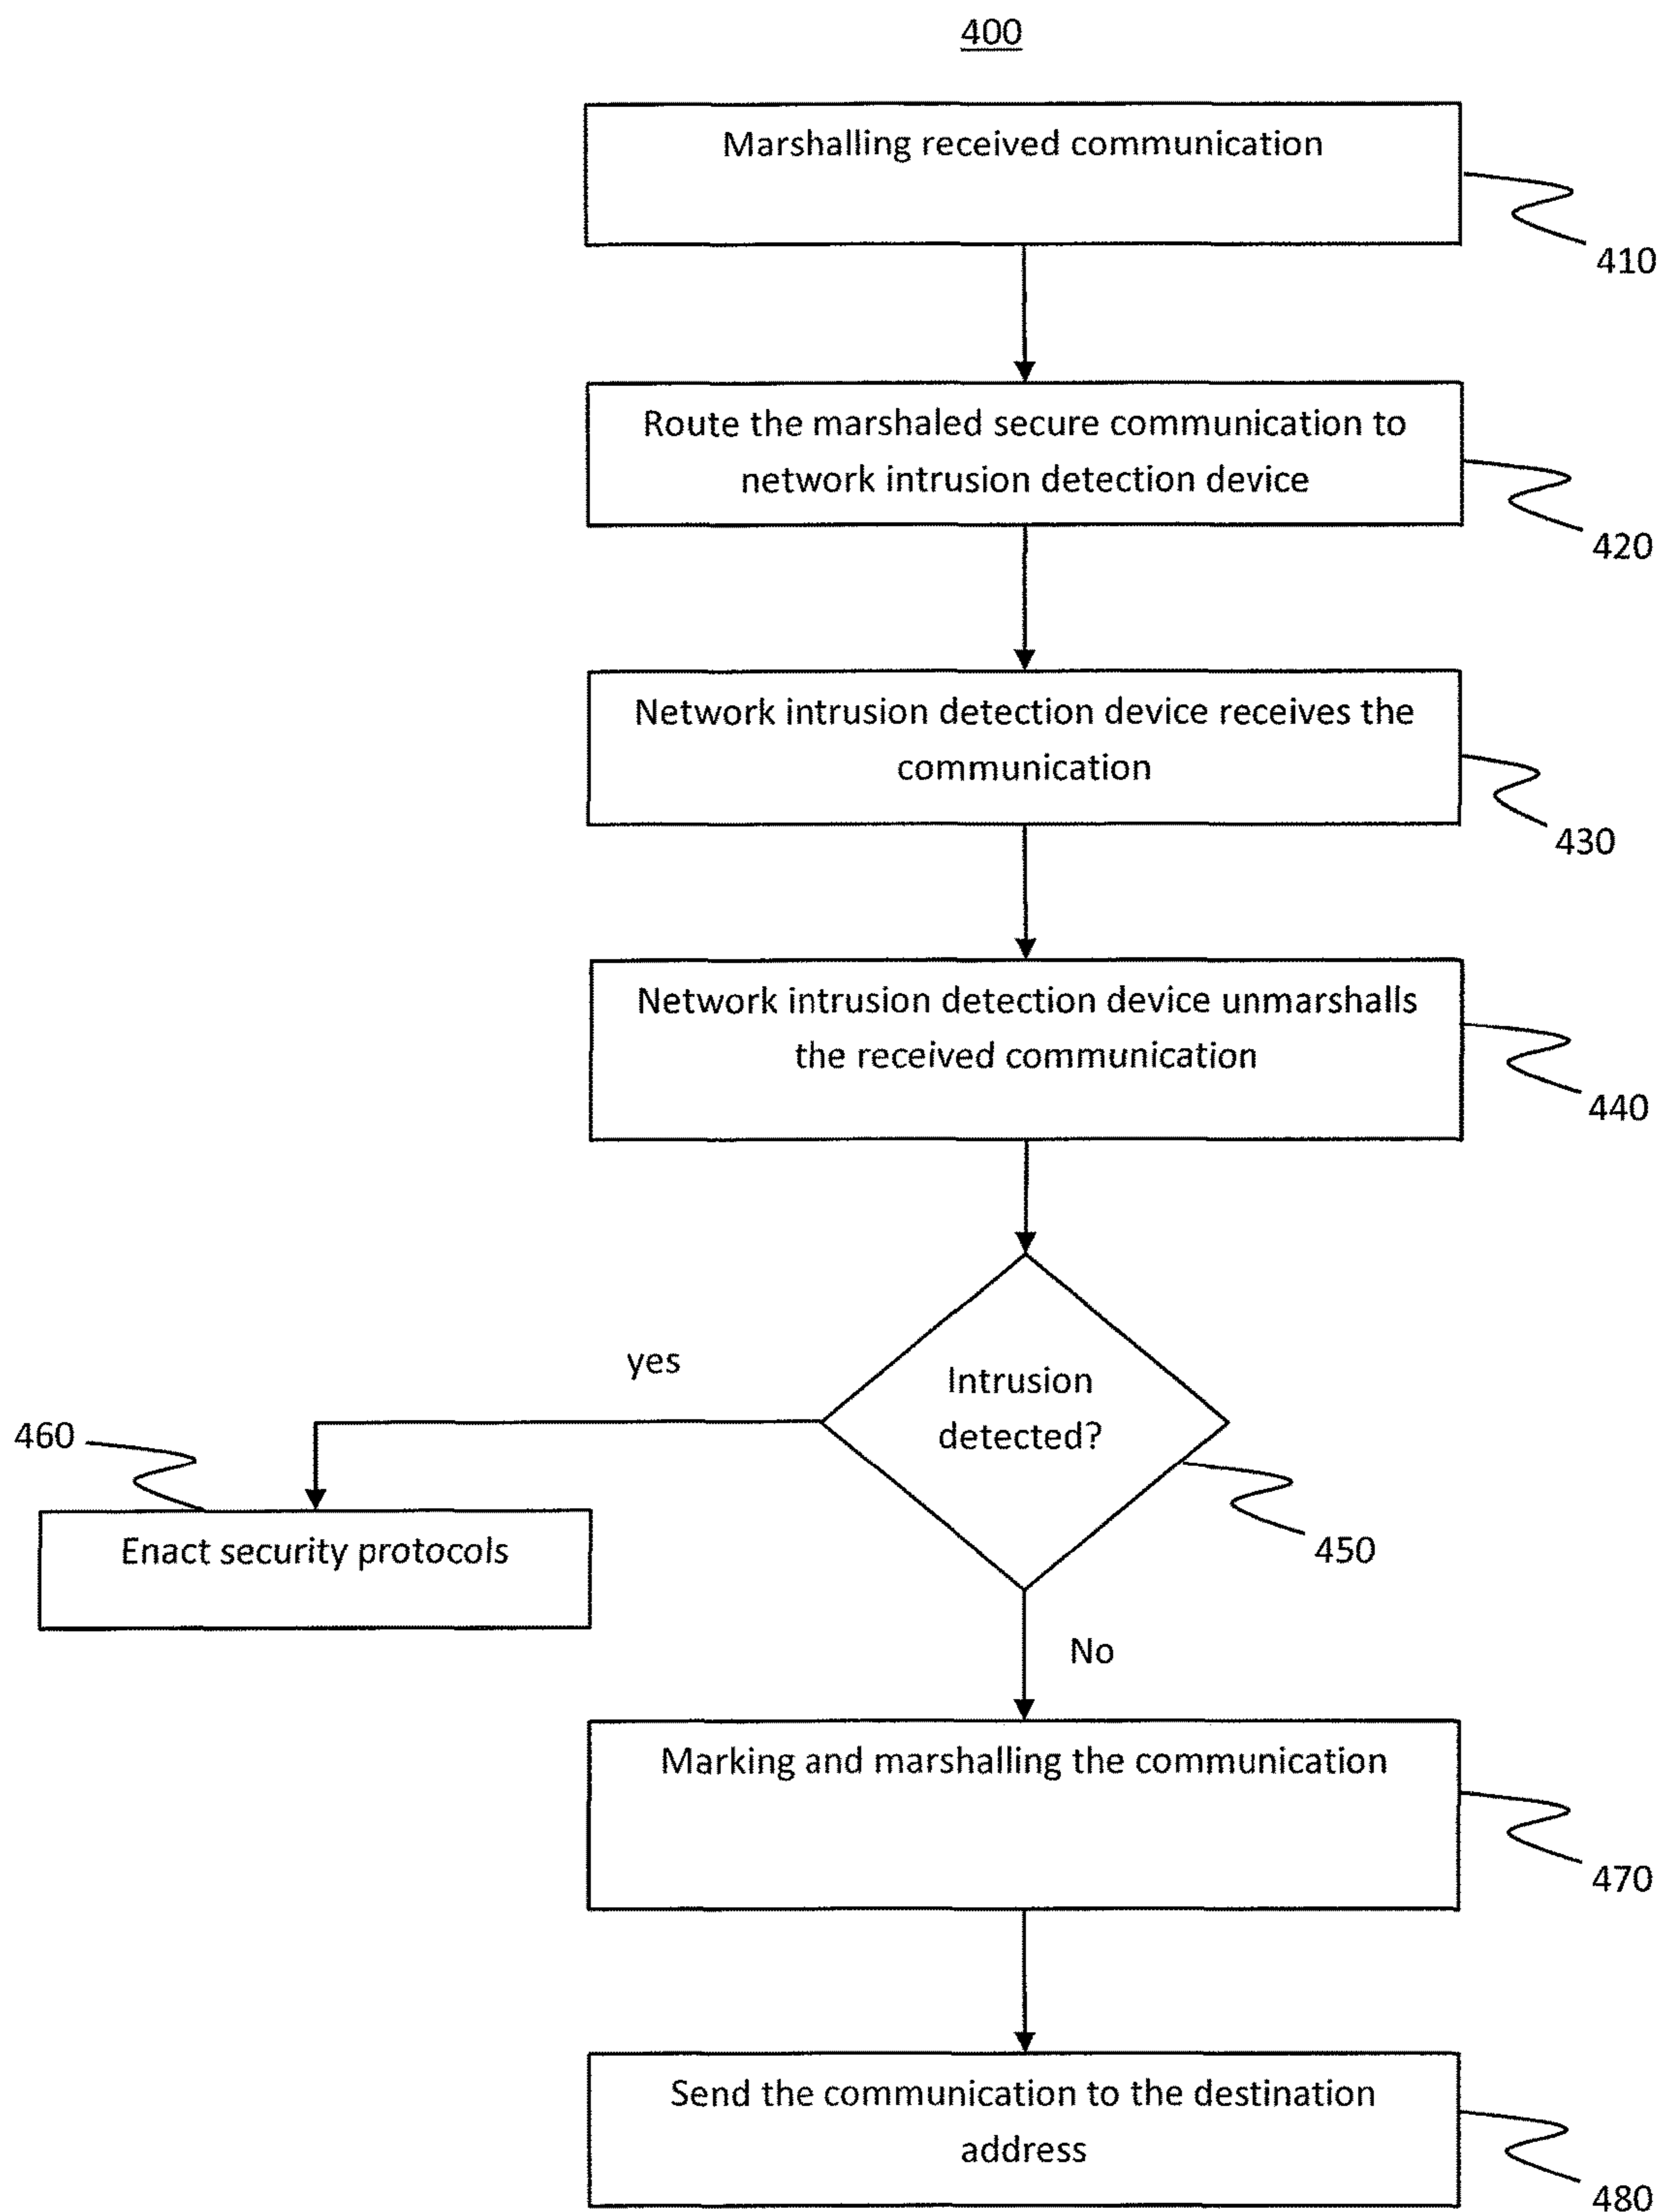 400
Marshalling received communication
410
Route the marshaled secure communication to
network intrusion detection device
420
Network intrusion detection device receives the
communication
430
Network intrusion detection device unmarshalls
the received communication
440
Intrusion
detected?
450
yes
460
Enact security protocols
No
Marking and marshalling the communication
470
Send the communication to the destination
address
480